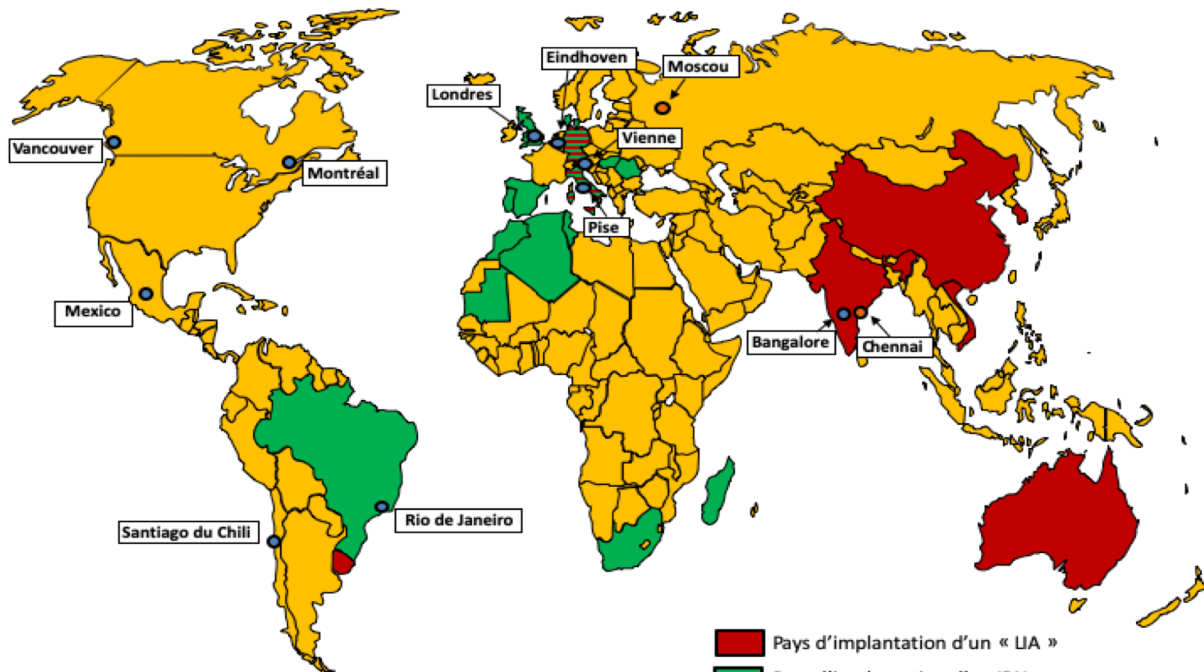 Eindhoven
Moscou
Londres
Vienne
Vancouver
Montréal
Pise
Mexico
Bangalore
Chennai
Rio de Janeiro
Santiago du Chili
Pays d'implantation d'un « LIA »